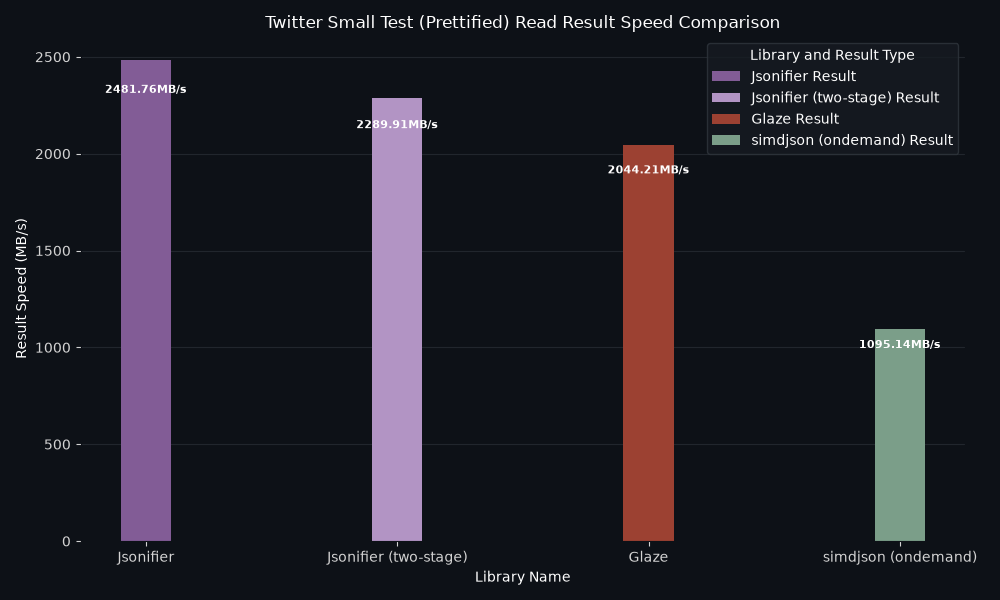 Twitter Small Test (Prettified) Read Result Speed Comparison
Library and Result Type
Jsonifier Result
Jsonifier (two-stage) Result
Glaze Result
simdjson (ondemand) Result
Result Speed (MB/s)
2500
2000
1500
1000
500
0
2481.76MB/s
2289.91MB/s
2044.21MB/s
1095.14MB/s
Jsonifier
Jsonifier (two-stage)
Glaze
simdjson (ondemand)
Library Name